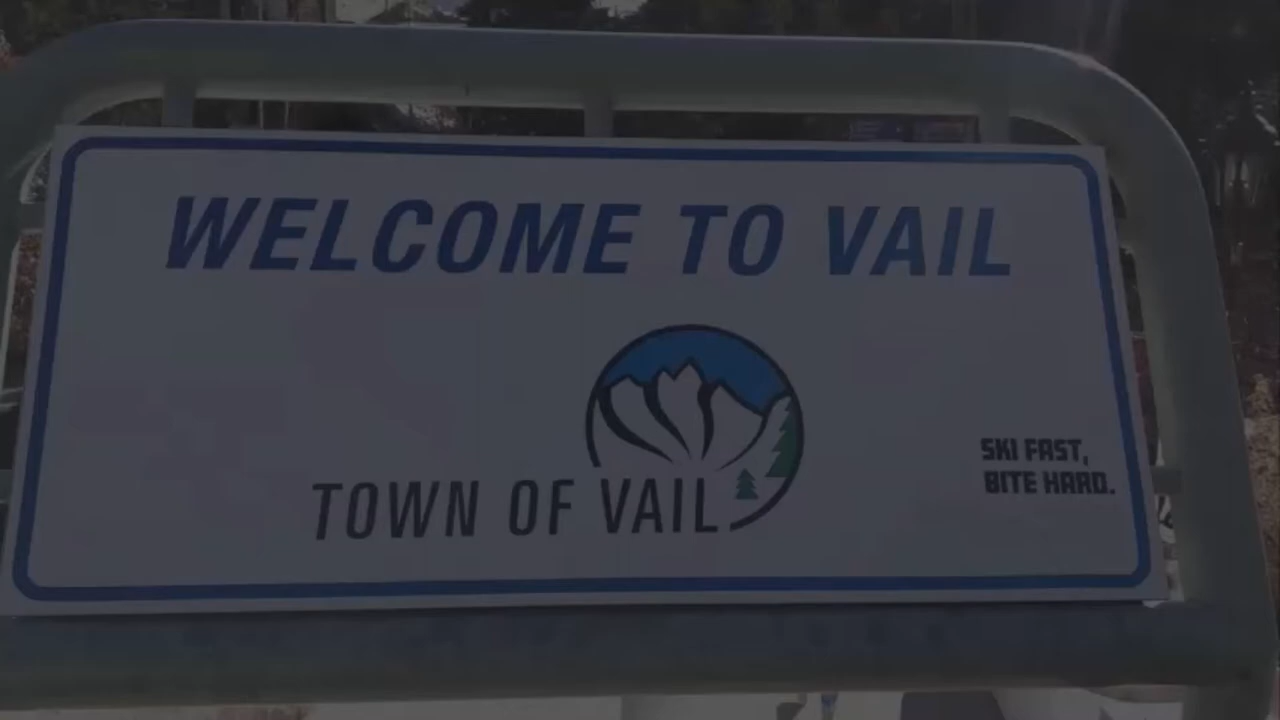 WELCOME TO VAIL
TOWN OF VAIL
SKI FAST,
BITE HARD.